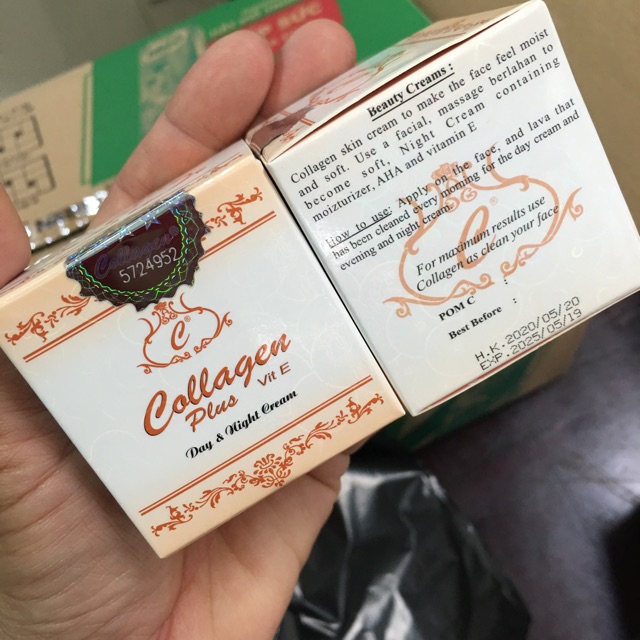 Collagen
5724952
C
Collagen
Plus Vit E
Day & Night Cream
Beauty Creams :
Collagen skin cream to make the face feel moist
and soft. Use a facial, massage berlahan to
become soft, Night Cream containing
moizturizer, AHA and vitamin E
How to use: Apply on the face, and lava that
has been cleaned every morning for the day cream and
evening and night cream
C
For maximum results use
Collagen as clean your face
POM C :
Best Before :
H.K. 2020/05/20
E.P. 2025/05/19